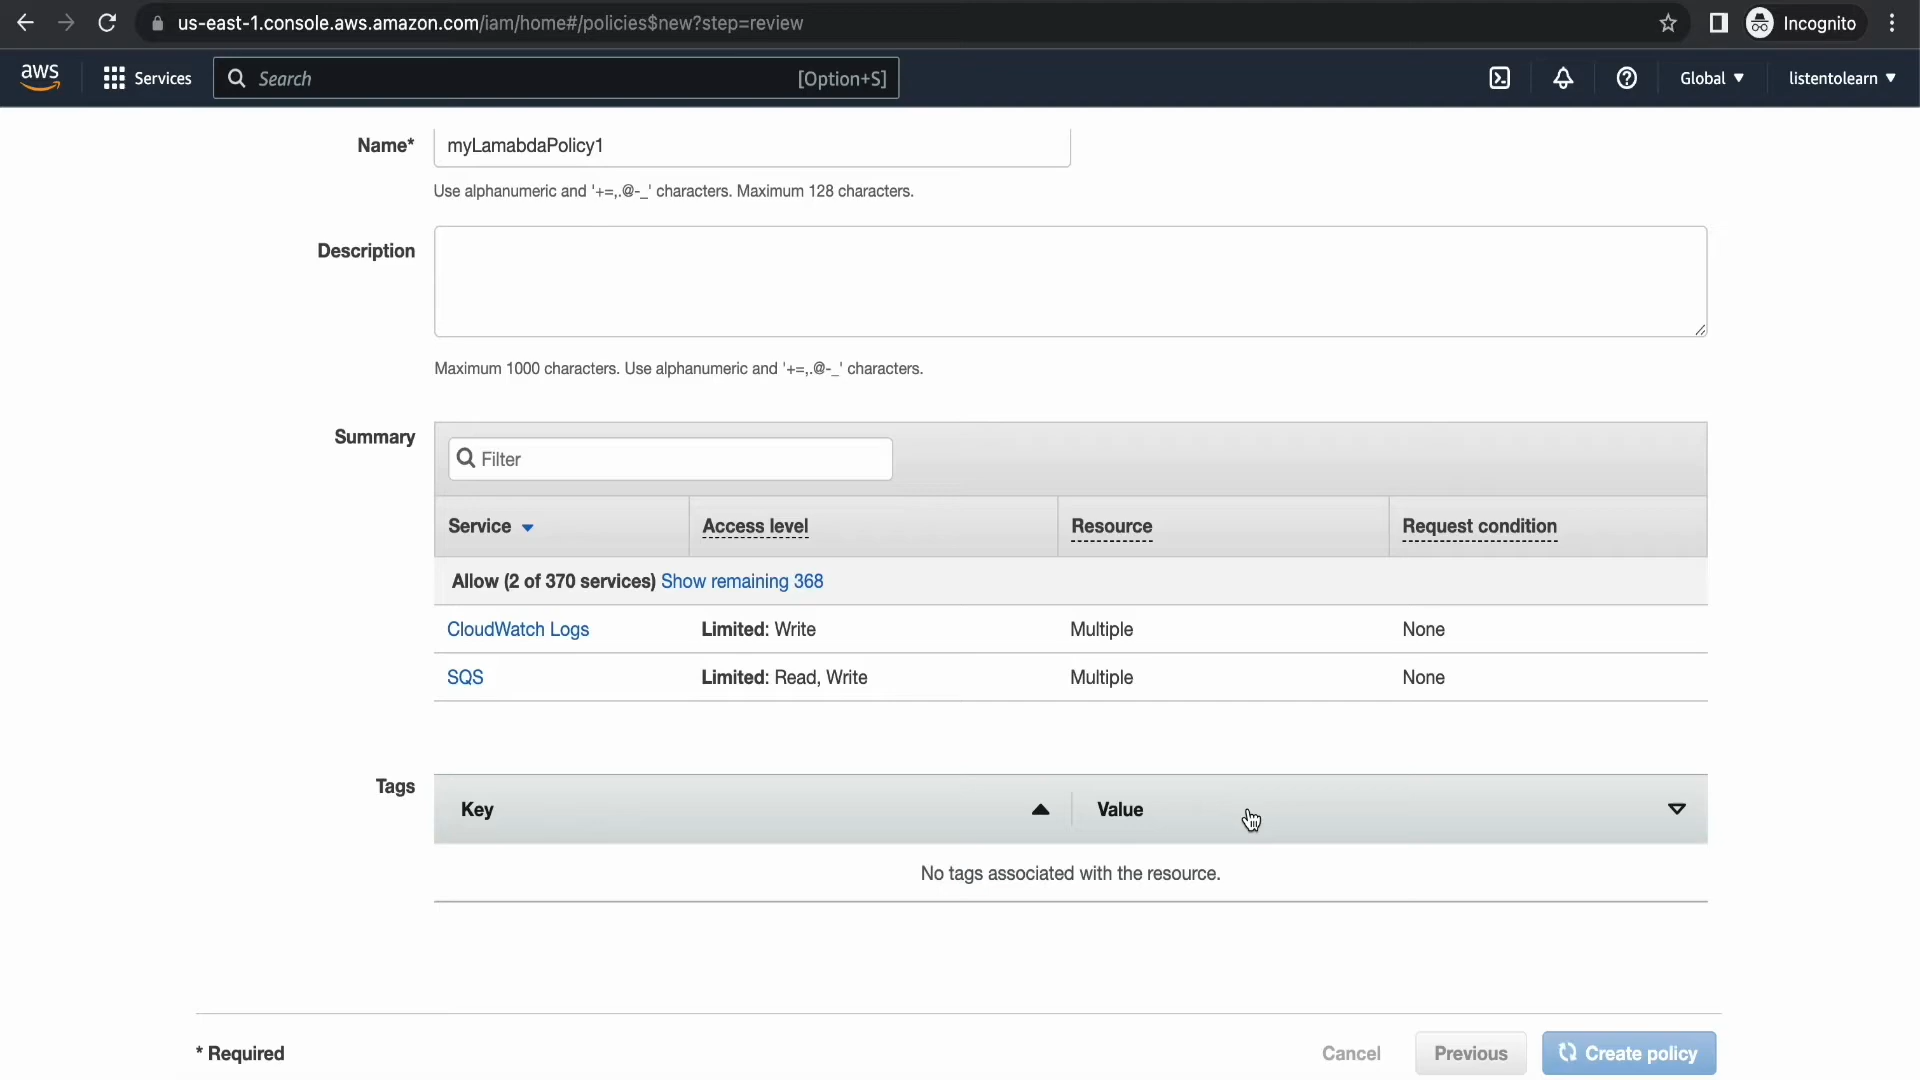 us-east-1.console.aws.amazon.com/iam/home#/policies$new?step=review
Incognito
aws
Services
Search
[Option+S]
Global
listentolearn
Name*
myLamabdaPolicy1
Use alphanumeric and '+=,.@-_' characters. Maximum 128 characters.
Description
Maximum 1000 characters. Use alphanumeric and '+=,.@-_' characters.
Summary
Filter
Service
Access level
Resource
Request condition
Allow (2 of 370 services) Show remaining 368
CloudWatch Logs
Limited: Write
Multiple
None
SQS
Limited: Read, Write
Multiple
None
Tags
Key
Value
No tags associated with the resource.
* Required
Cancel
Previous
Create policy